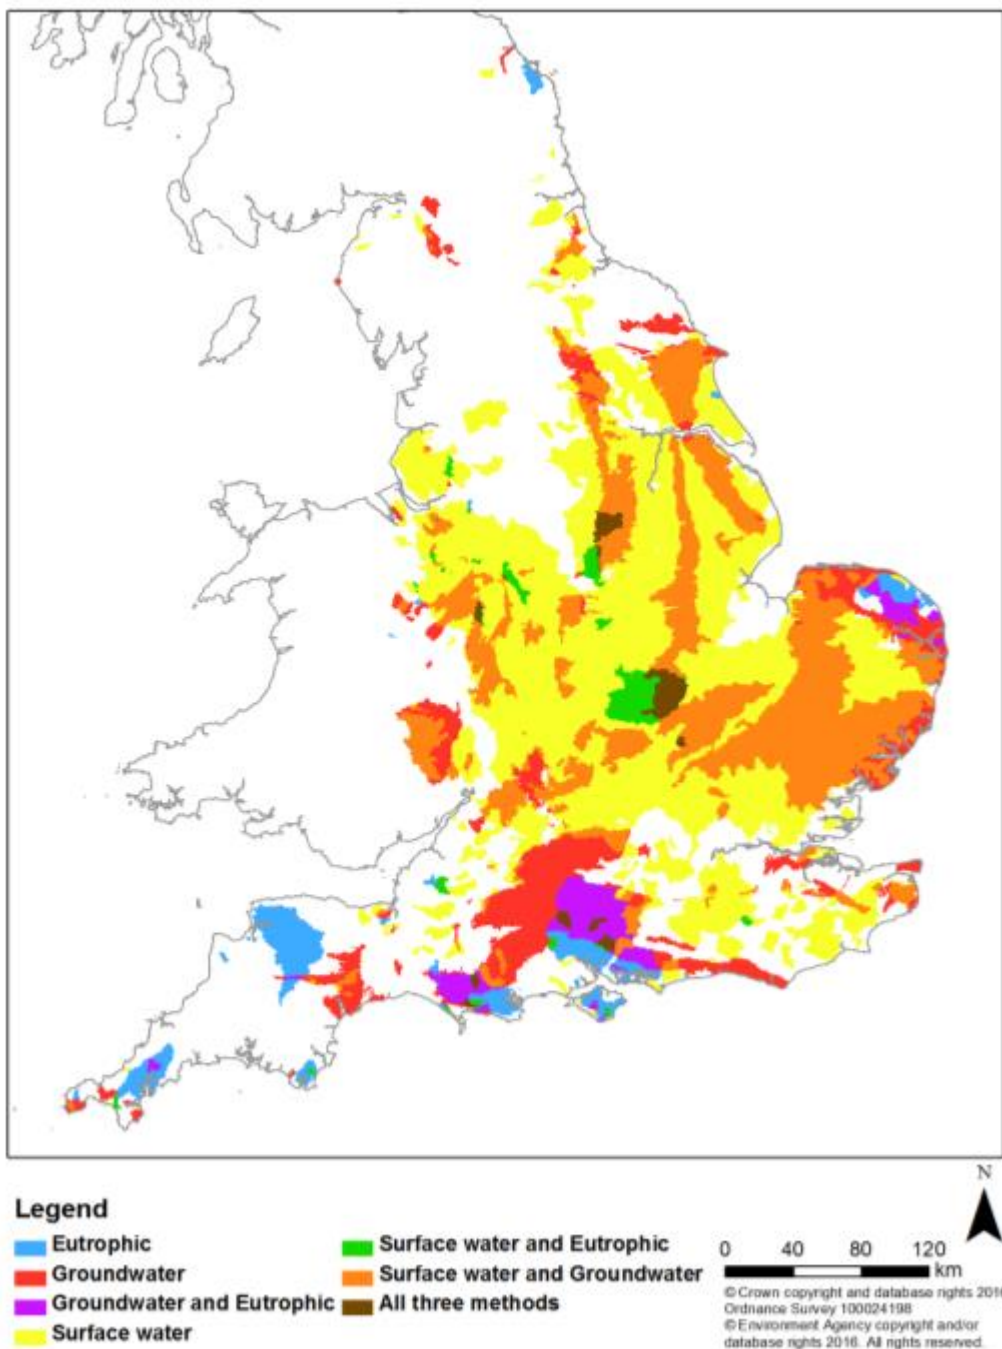 N
Legend
Eutrophic
Groundwater
Groundwater and Eutrophic
Surface water
Surface water and Eutrophic
Surface water and Groundwater
All three methods
0 40 80 120
km
© Crown copyright and database rights 2016
Ordnance Survey 100024198
© Environment Agency copyright and/or
database rights 2016. All rights reserved.